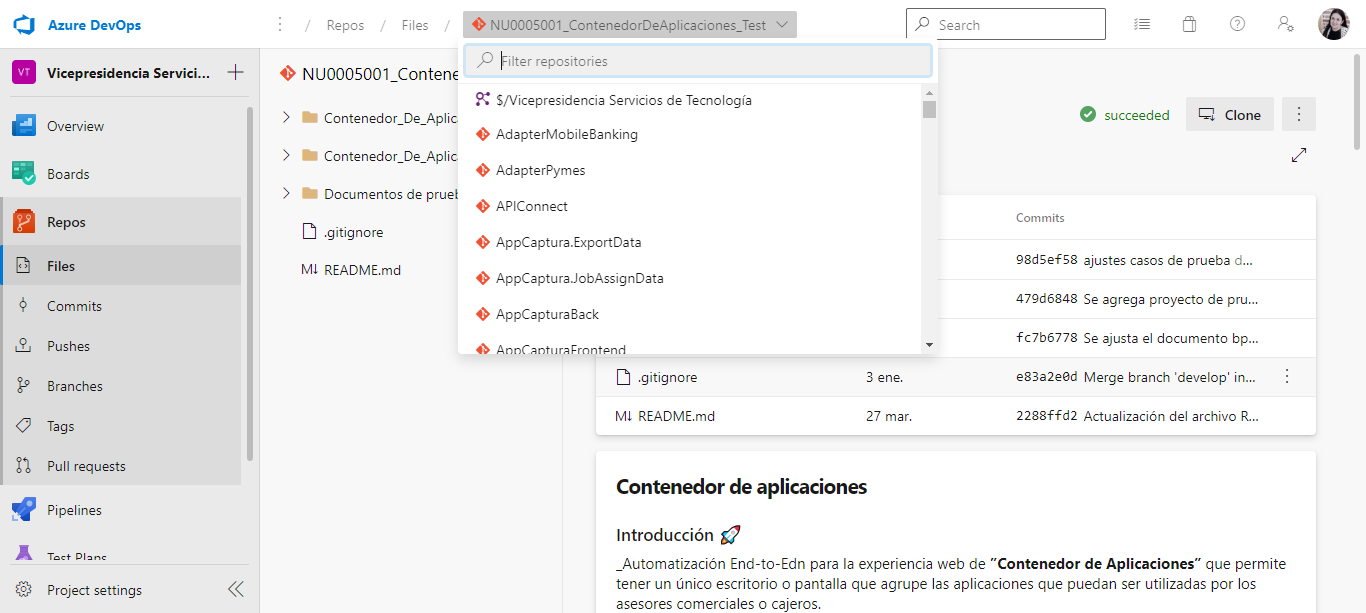 Azure DevOps
/ Repos / Files / NU0005001_ContenedorDeAplicaciones_Test
Search
VT Vicepresidencia Servici...
Overview
Boards
Repos
Files
Commits
Pushes
Branches
Tags
Pull requests
Pipelines
Test Plans
Project settings
NU0005001_Contene
Contenedor_De_Aplica
Contenedor_De_Aplica
Documentos de prueb
.gitignore
M↓ README.md
Filter repositories
$/Vicepresidencia Servicios de Tecnología
AdapterMobileBanking
AdapterPymes
APIConnect
AppCaptura.ExportData
AppCaptura.JobAssignData
AppCapturaBack
AppCapturaFrontend
succeeded
Clone
Commits
98d5ef58 ajustes casos de prueba d...
479d6848 Se agrega proyecto de pru...
fc7b6778 Se ajusta el documento bp...
.gitignore 3 ene. e83a2e0d Merge branch 'develop' in...
M↓ README.md 27 mar. 2288ffd2 Actualización del archivo R...
Contenedor de aplicaciones
Introducción 🚀
_Automatización End-to-Edn para la experiencia web de ”Contenedor de Aplicaciones” que permite
tener un único escritorio o pantalla que agrupe las aplicaciones que puedan ser utilizadas por los
asesores comerciales o cajeros.